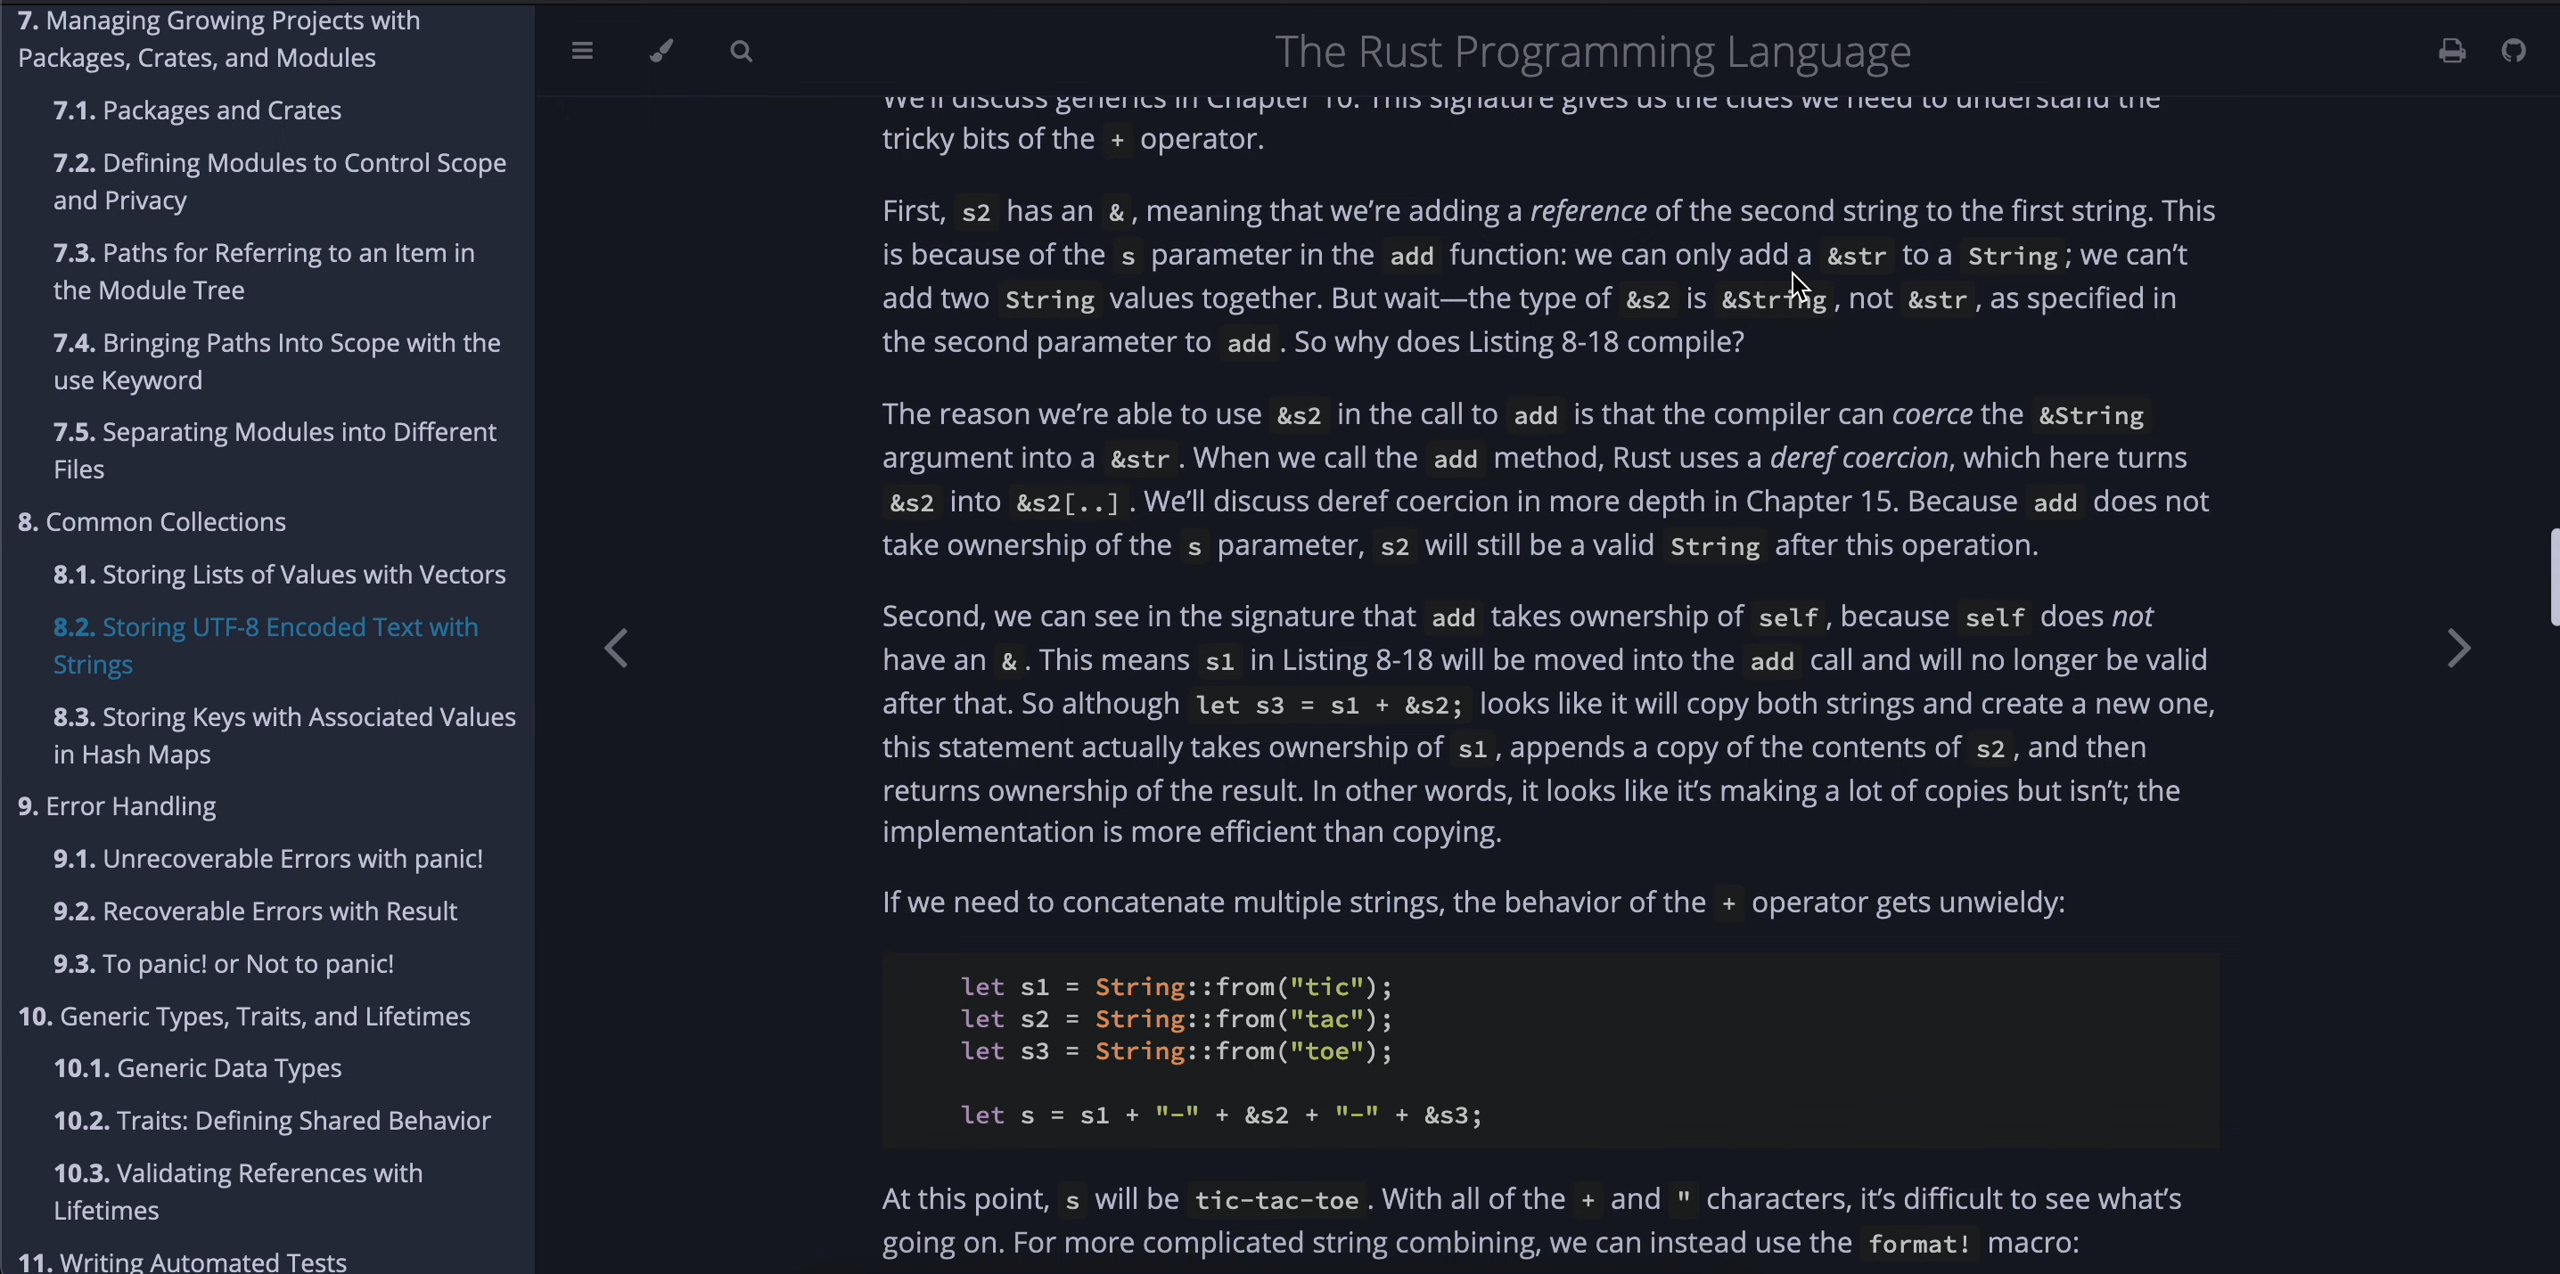 7. Managing Growing Projects with
Packages, Crates, and Modules
7.1. Packages and Crates
7.2. Defining Modules to Control Scope
and Privacy
7.3. Paths for Referring to an Item in
the Module Tree
7.4. Bringing Paths Into Scope with the
use Keyword
7.5. Separating Modules into Different
Files
8. Common Collections
8.1. Storing Lists of Values with Vectors
8.2. Storing UTF-8 Encoded Text with
Strings
8.3. Storing Keys with Associated Values
in Hash Maps
9. Error Handling
9.1. Unrecoverable Errors with panic!
9.2. Recoverable Errors with Result
9.3. To panic! or Not to panic!
10. Generic Types, Traits, and Lifetimes
10.1. Generic Data Types
10.2. Traits: Defining Shared Behavior
10.3. Validating References with
Lifetimes
11. Writing Automated Tests
The Rust Programming Language
We'll discuss generics in Chapter 10. This signature gives us the clues we need to understand the
tricky bits of the + operator.
First, s2 has an &, meaning that we’re adding a reference of the second string to the first string. This
is because of the s parameter in the add function: we can only add a &str to a String; we can’t
add two String values together. But wait—the type of &s2 is &String, not &str, as specified in
the second parameter to add. So why does Listing 8-18 compile?
The reason we’re able to use &s2 in the call to add is that the compiler can coerce the &String
argument into a &str. When we call the add method, Rust uses a deref coercion, which here turns
&s2 into &s2[..]. We’ll discuss deref coercion in more depth in Chapter 15. Because add does not
take ownership of the s parameter, s2 will still be a valid String after this operation.
Second, we can see in the signature that add takes ownership of self, because self does not
have an &. This means s1 in Listing 8-18 will be moved into the add call and will no longer be valid
after that. So although let s3 = s1 + &s2; looks like it will copy both strings and create a new one,
this statement actually takes ownership of s1, appends a copy of the contents of s2, and then
returns ownership of the result. In other words, it looks like it’s making a lot of copies but isn’t; the
implementation is more efficient than copying.
If we need to concatenate multiple strings, the behavior of the + operator gets unwieldy:
let s1 = String::from("tic");
let s2 = String::from("tac");
let s3 = String::from("toe");
let s = s1 + "-" + &s2 + "-" + &s3;
At this point, s will be tic-tac-toe. With all of the + and " characters, it’s difficult to see what’s
going on. For more complicated string combining, we can instead use the format! macro: